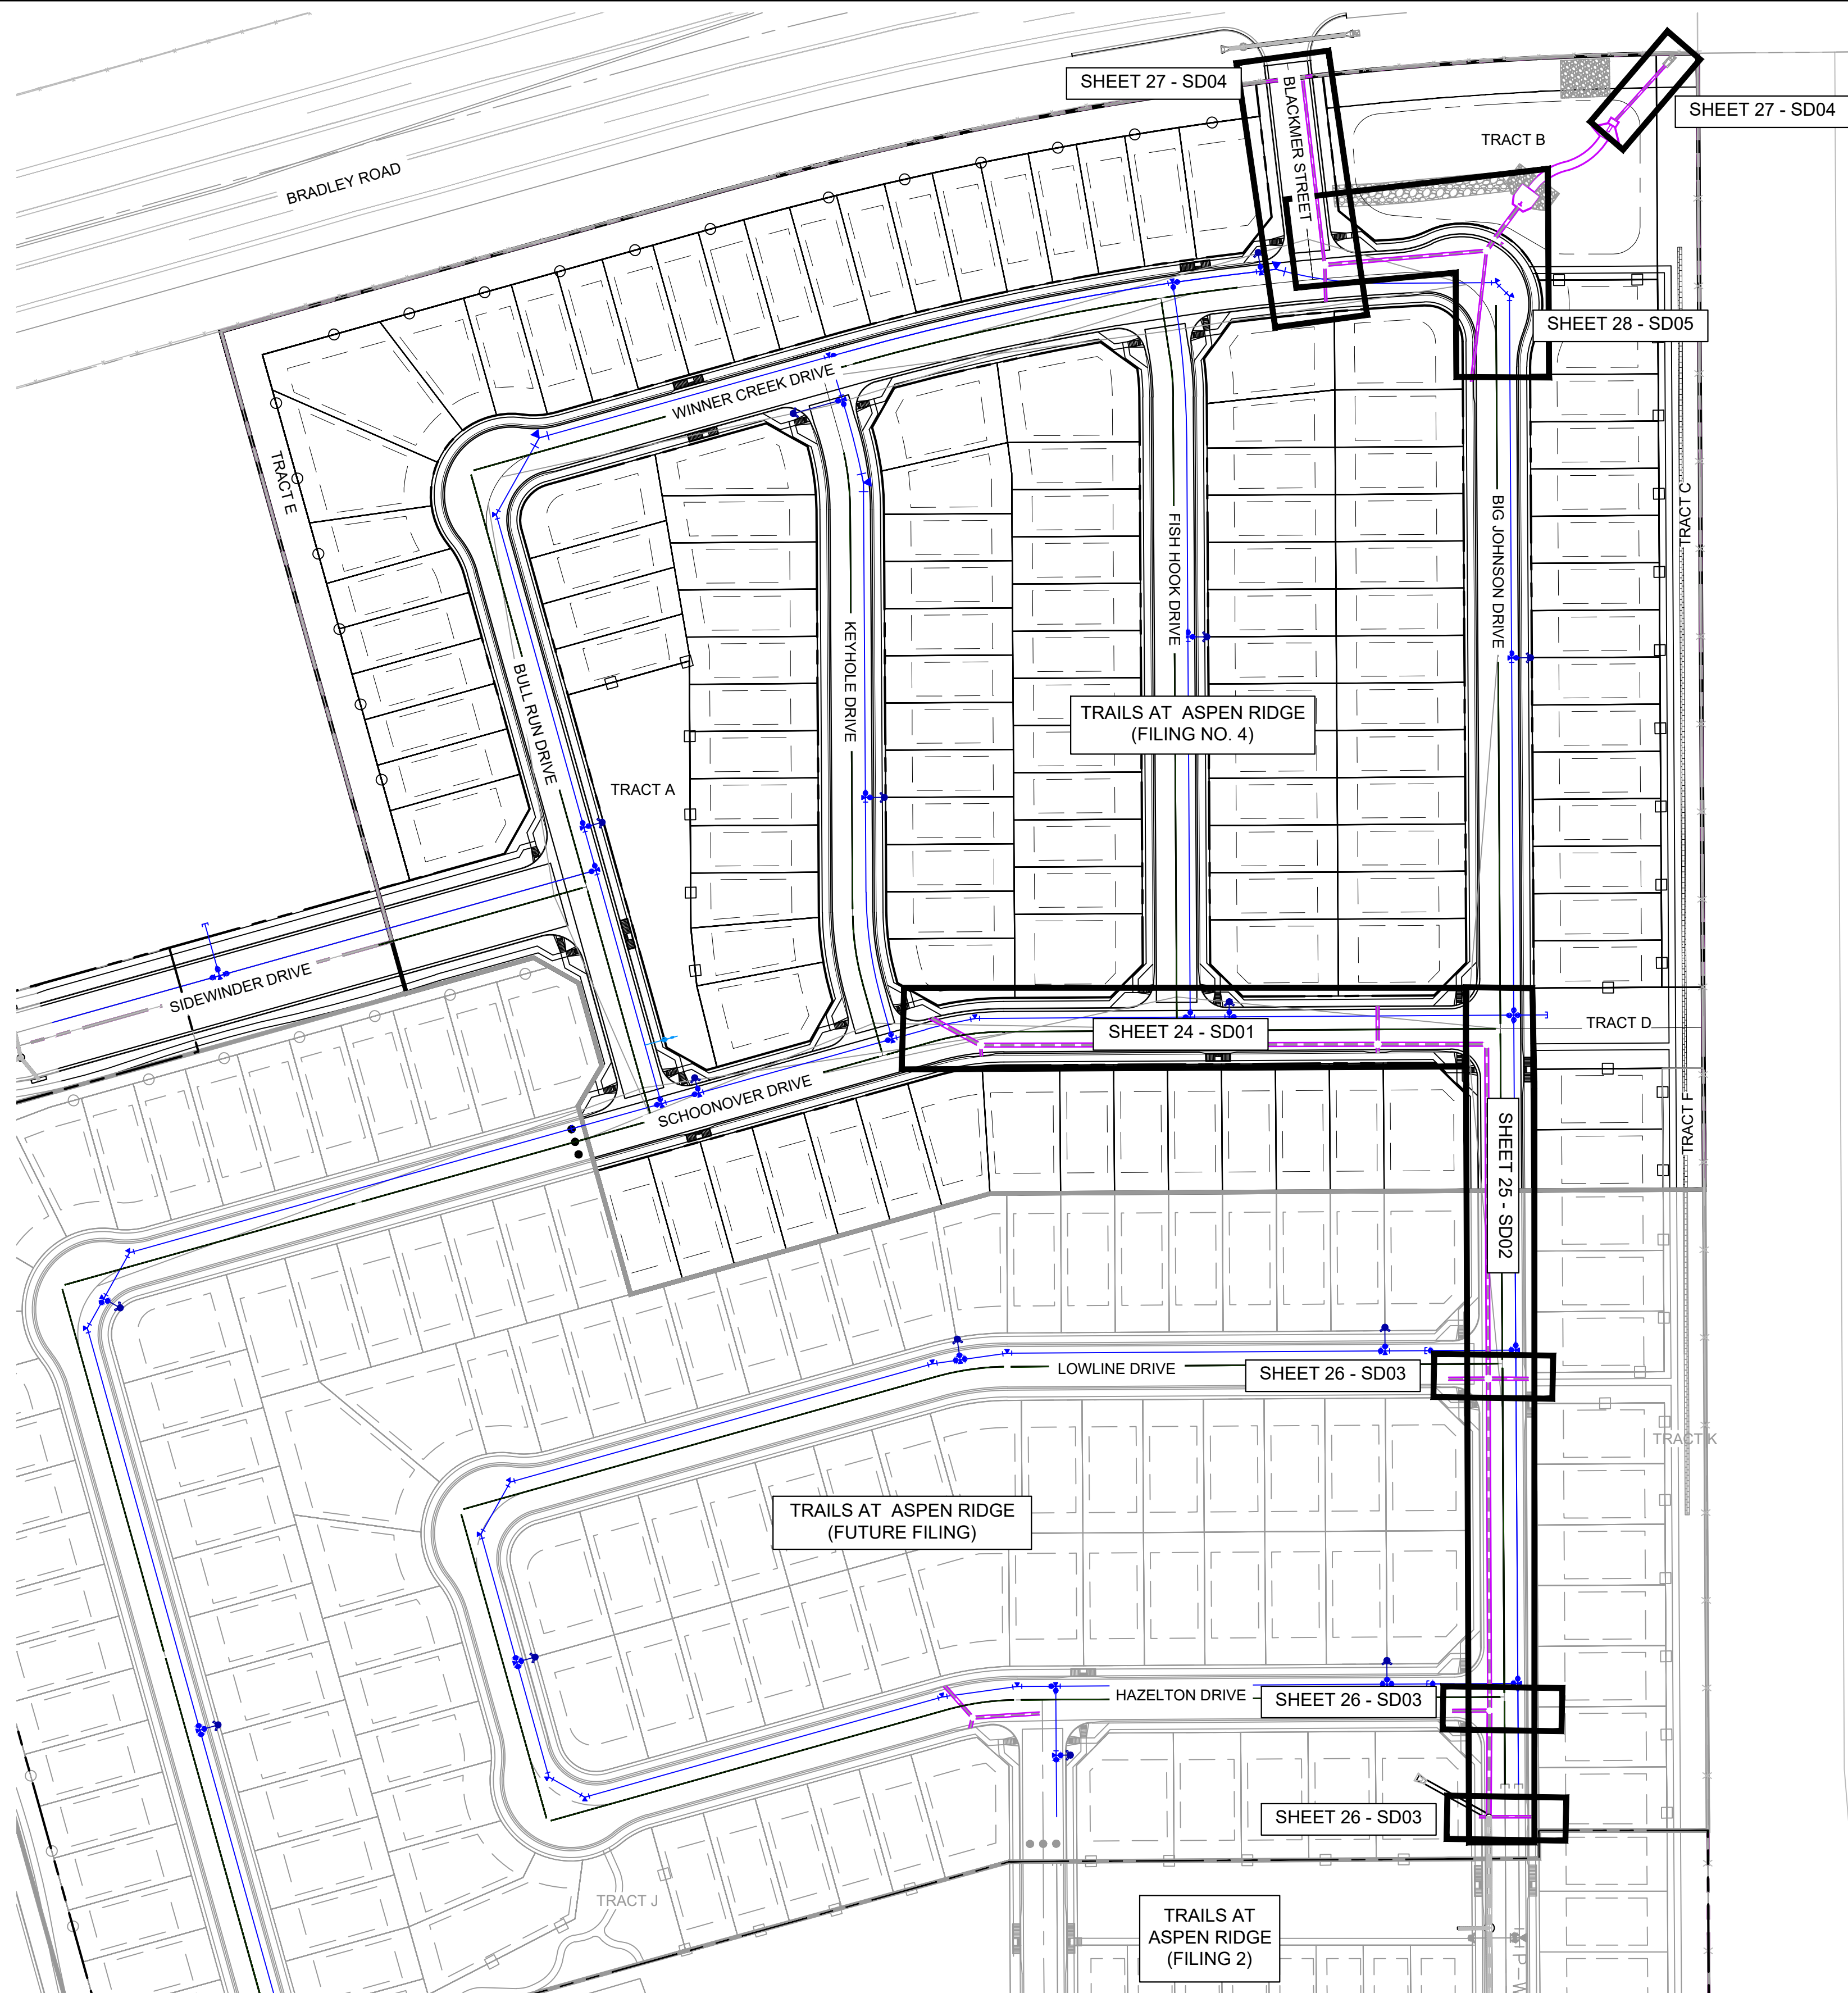 SHEET 27 - SD04
BLACKMER STREET
SHEET 27 - SD04
TRACT B
BRADLEY ROAD
SHEET 28 - SD05
WINNER CREEK DRIVE
TRACT E
TRACT C
FISH HOOK DRIVE
BIG JOHNSON DRIVE
KEYHOLE DRIVE
BULL RUN DRIVE
TRAILS AT ASPEN RIDGE
(FILING NO. 4)
TRACT A
SIDEWINDER DRIVE
SHEET 24 - SD01
TRACT D
SCHOONOVER DRIVE
TRACT F
SHEET 25 - SD02
LOWLINE DRIVE
SHEET 26 - SD03
TRACT K
TRAILS AT ASPEN RIDGE
(FUTURE FILING)
HAZELTON DRIVE
SHEET 26 - SD03
SHEET 26 - SD03
TRACT J
TRAILS AT
ASPEN RIDGE
(FILING 2)